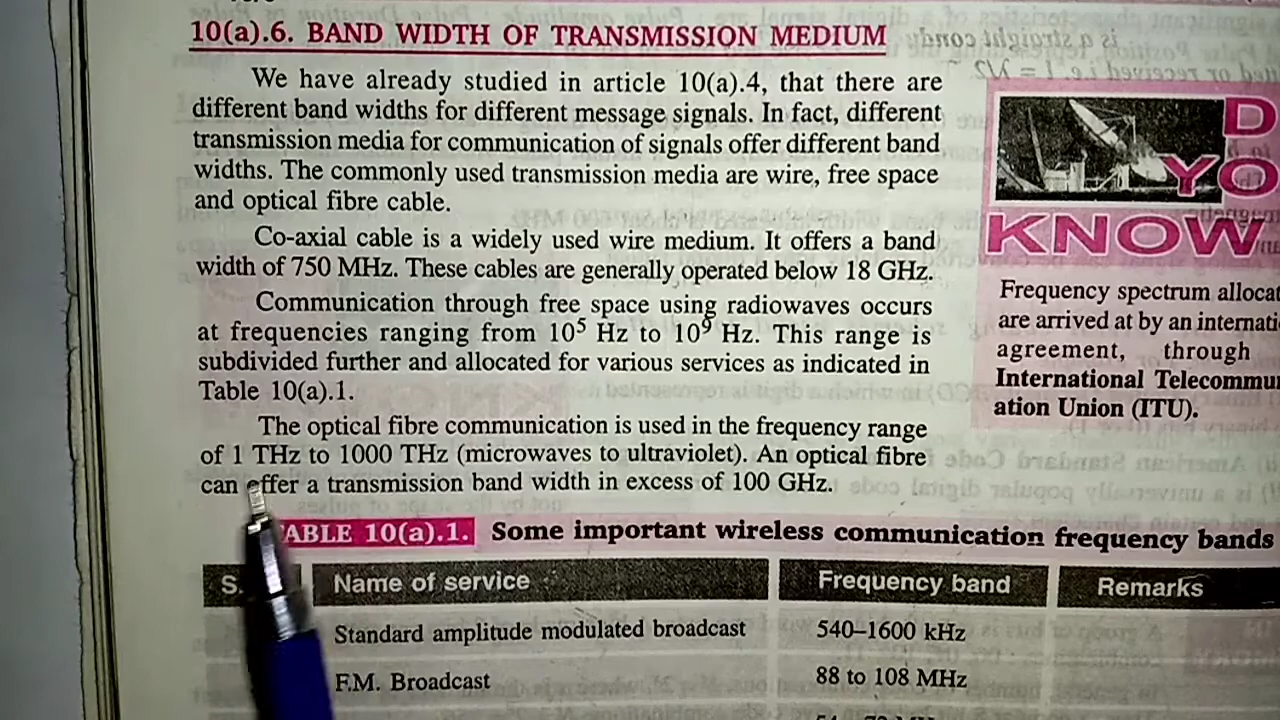 10(a).6. BAND WIDTH OF TRANSMISSION MEDIUM
We have already studied in article 10(a).4, that there are
different band widths for different message signals. In fact, different
transmission media for communication of signals offer different band
widths. The commonly used transmission media are wire, free space
and optical fibre cable.
Co-axial cable is a widely used wire medium. It offers a band
width of 750 MHz. These cables are generally operated below 18 GHz.
Communication through free space using radiowaves occurs
at frequencies ranging from 10⁵ Hz to 10⁹ Hz. This range is
subdivided further and allocated for various services as indicated in
Table 10(a).1.
The optical fibre communication is used in the frequency range
of 1 THz to 1000 THz (microwaves to ultraviolet). An optical fibre
can offer a transmission band width in excess of 100 GHz.
D
YO
KNOW
Frequency spectrum allocat
are arrived at by an internati
agreement, through
International Telecommu
ation Union (ITU).
TABLE 10(a).1. Some important wireless communication frequency bands
S. Name of service Frequency band Remarks
Standard amplitude modulated broadcast 540–1600 kHz
F.M. Broadcast 88 to 108 MHz